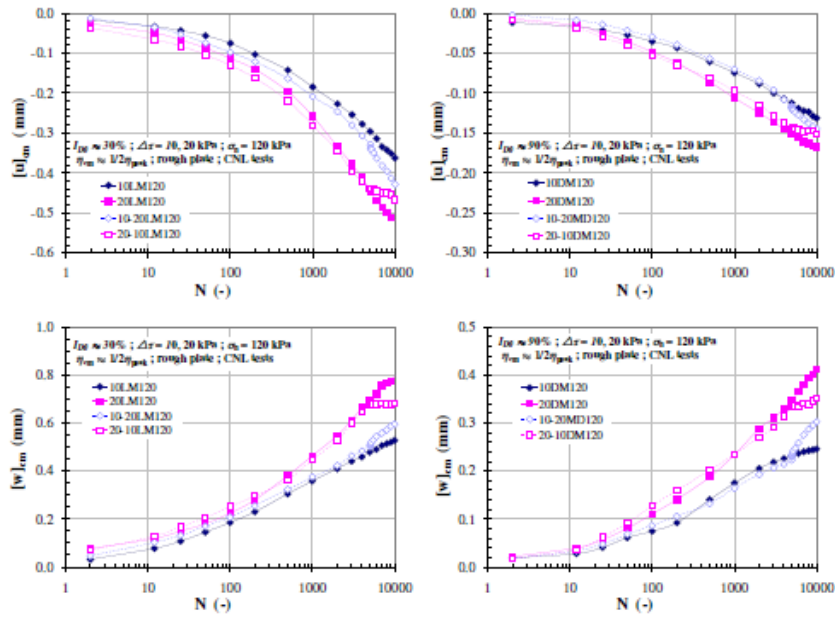 0.0
-0.1
-0.2
-0.3
-0.4
-0.5
-0.6
[u]cm (mm)
I_D0 ≈ 30% ; Δτ = 10, 20 kPa ; σn = 120 kPa
ηcm ≈ 1/2ηpeak ; rough plate ; CNL tests
10LM120
20LM120
10-20LM120
20-10LM120
1 10 100 1000 10000
N (-)
0.00
-0.05
-0.10
-0.15
-0.20
-0.25
-0.30
[u]cm (mm)
I_D0 ≈ 90% ; Δτ = 10, 20 kPa ; σn = 120 kPa
ηcm ≈ 1/2ηpeak ; rough plate ; CNL tests
10DM120
20DM120
10-20MD120
20-10DM120
1 10 100 1000 10000
N (-)
1.0
0.8
0.6
0.4
0.2
0.0
[w]cm (mm)
I_D0 ≈ 30% ; Δτ = 10, 20 kPa ; σn = 120 kPa
ηcm ≈ 1/2ηpeak ; rough plate ; CNL tests
10LM120
20LM120
10-20LM120
20-10LM120
1 10 100 1000 10000
N (-)
0.5
0.4
0.3
0.2
0.1
0.0
[w]cm (mm)
I_D0 ≈ 90% ; Δτ = 10, 20 kPa ; σn = 120 kPa
ηcm ≈ 1/2ηpeak ; rough plate ; CNL tests
10DM120
20DM120
10-20MD120
20-10DM120
1 10 100 1000 10000
N (-)